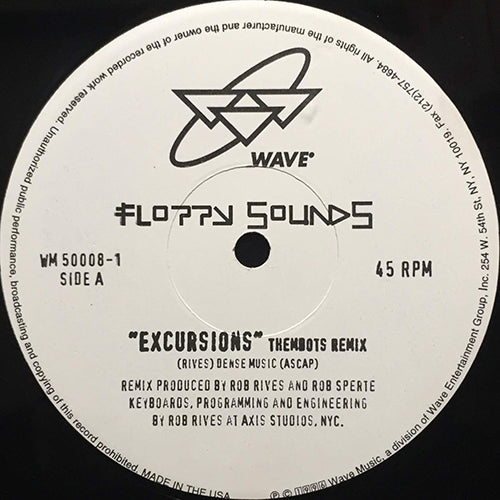 WAVE
FLOPPY SOUNDS
WM 50008-1
SIDE A
45 RPM
"EXCURSIONS" THEMBOTS REMIX
(RIVES) DENSE MUSIC (ASCAP)
REMIX PRODUCED BY ROB RIVES AND ROB SPERTE
KEYBOARDS, PROGRAMMING AND ENGINEERING
BY ROB RIVES AT AXIS STUDIOS, NYC.
MADE IN THE USA
℗ © Wave Music, a division of Wave Entertainment Group, Inc. 254 W. 54th St. NY, NY 10019. Fax (212)757-4684. All rights of the manufacturer and of the owner of the recorded work reserved. Unauthorized public performance, broadcasting and copying of this record prohibited.